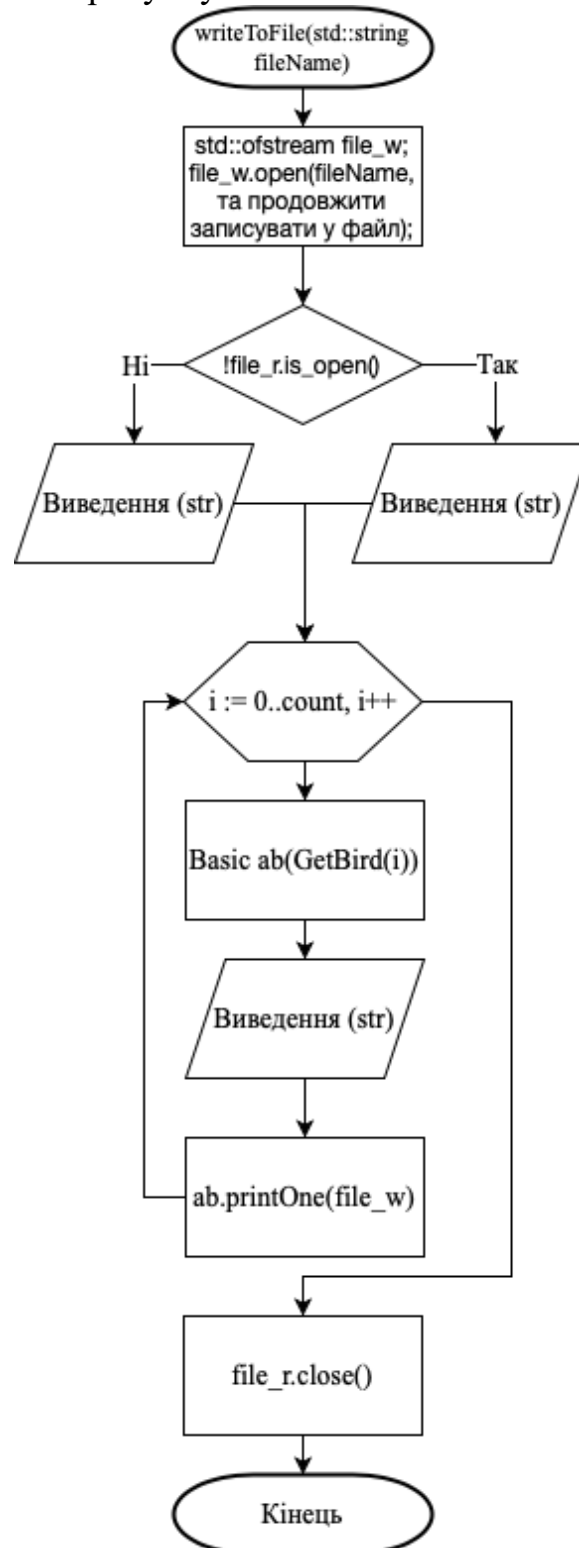 writeToFile(std::string
fileName)
std::ofstream file_w;
file_w.open(fileName,
та продовжити
записувати у файл);
!file_r.is_open()
Ні
Так
Виведення (str)
Виведення (str)
i := 0..count, i++
Basic ab(GetBird(i))
Виведення (str)
ab.printOne(file_w)
file_r.close()
Кінець